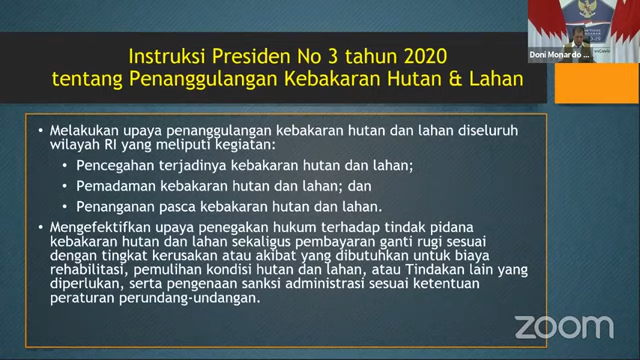 Instruksi Presiden No 3 tahun 2020
tentang Penanggulangan Kebakaran Hutan & Lahan
Doni Monardo
• Melakukan upaya penanggulangan kebakaran hutan dan lahan diseluruh
wilayah RI yang meliputi kegiatan:
• Pencegahan terjadinya kebakaran hutan dan lahan;
• Pemadaman kebakaran hutan dan lahan; dan
• Penanganan pasca kebakaran hutan dan lahan.
• Mengefektifkan upaya penegakan hukum terhadap tindak pidana
kebakaran hutan dan lahan sekaligus pembayaran ganti rugi sesuai
dengan tingkat kerusakan atau akibat yang dibutuhkan untuk biaya
rehabilitasi, pemulihan kondisi hutan dan lahan, atau Tindakan lain yang
diperlukan, serta pengenaan sanksi administrasi sesuai ketentuan
peraturan perundang-undangan.
zoom